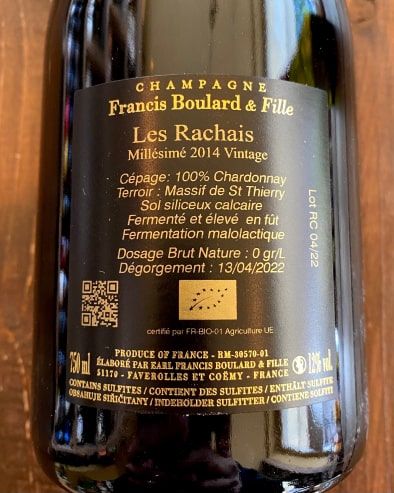 CHAMPAGNE
Francis Boulard & Fille
Les Rachais
Millésimé 2014 Vintage
Cépage: 100% Chardonnay
Terroir : Massif de St Thierry
Sol siliceux calcaire
Fermenté et élevé en fût
Fermentation malolactique
Dosage Brut Nature : 0 gr/L
Dégorgement : 13/04/2022
Lot RC 04/22
certifié par FR-BIO-01 Agriculture UE
PRODUCE OF FRANCE - RM-30570-01
750 ml ÉLABORÉ PAR EARL FRANCIS BOULARD & FILLE 12% vol.
51170 - FAVEROLLES ET COËMY - FRANCE
CONTAINS SULFITES / CONTIENT DES SULFITES / ENTHÄLT SULFITE
OBSAHUJE SIŘIČITANY / INDEHOLDER SULFITTER / CONTIENE SOLFITI